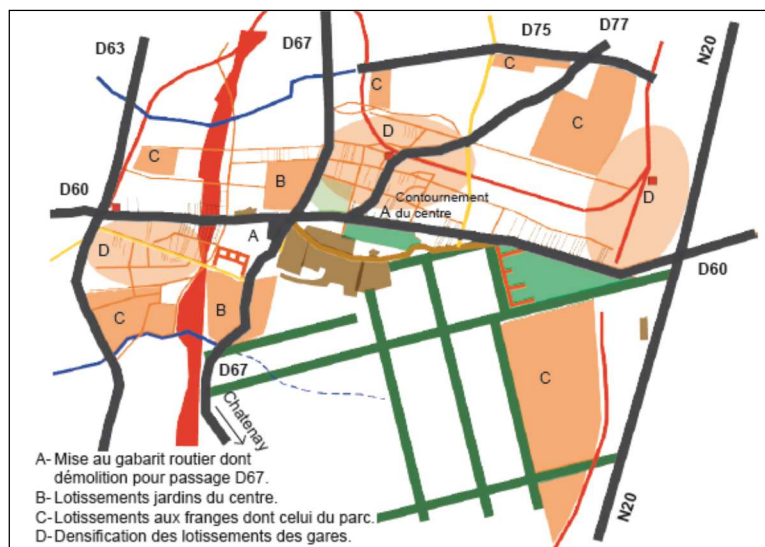 D63
D67
D75
D77
N20
C
C
C
D
C
B
D60
A
Contournement
du centre
D
A
D
D60
C
B
C
D67
Chatenay
A- Mise au gabarit routier dont
démolition pour passage D67.
B- Lotissements jardins du centre.
C- Lotissements aux franges dont celui du parc.
D- Densification des lotissements des gares.
N20